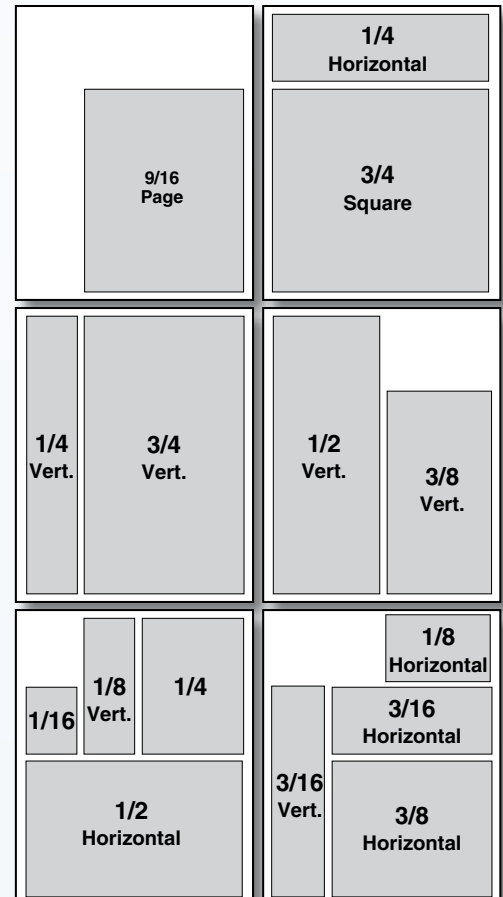 9/16
Page
1/4
Horizontal
3/4
Square
1/4
Vert.
3/4
Vert.
1/2
Vert.
3/8
Vert.
1/16
1/8
Vert.
1/4
1/2
Horizontal
1/8
Horizontal
3/16
Horizontal
3/16
Vert.
3/8
Horizontal